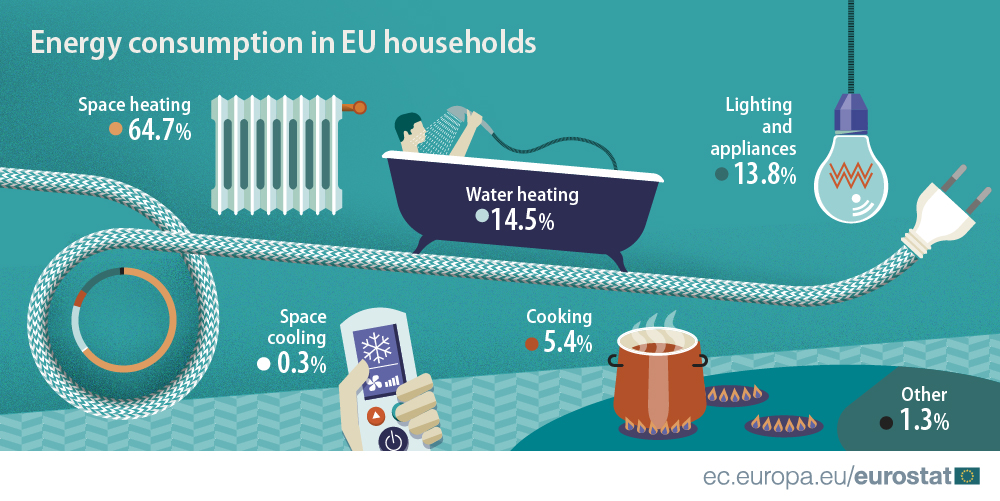 Energy consumption in EU households
Space heating
64.7%
Water heating
14.5%
Lighting
and
appliances
13.8%
Space
cooling
0.3%
Cooking
5.4%
Other
1.3%
ec.europa.eu/eurostat